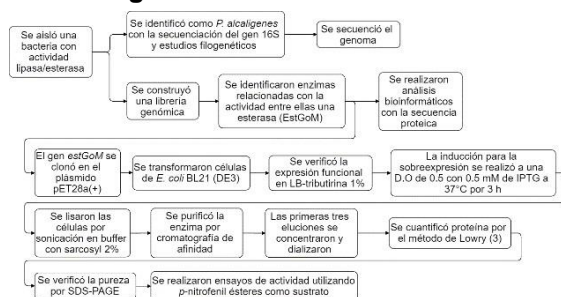 Se aisló una
bacteria con
actividad
lipasa/esterasa
Se identificó como P. alcaligenes
con la secuenciación del gen 16S
y estudios filogenéticos
Se secuenció el
genoma
Se construyó
una librería
genómica
Se identificaron enzimas
relacionadas con la
actividad entre ellas una
esterasa (EstGoM)
Se realizaron
análisis
bioinformáticos
con la secuencia
proteica
El gen estGoM se
clonó en el
plásmido
pET28a(+)
Se transformaron células
de E. coli BL21 (DE3)
Se verificó la
expresión funcional
en LB-tributirina 1%
La inducción para la
sobreexpresión se realizó a una
D.O de 0.5 con 0.5 mM de IPTG a
37°C por 3 h
Se lisaron las
células por
sonicación en buffer
con sarcosyl 2%
Se purificó la
enzima por
cromatografía de
afinidad
Las primeras tres
eluciones se
concentraron y
dializaron
Se cuantificó proteína por
el método de Lowry (3)
Se verificó la pureza
por SDS-PAGE
Se realizaron ensayos de actividad utilizando
p-nitrofenil ésteres como sustrato